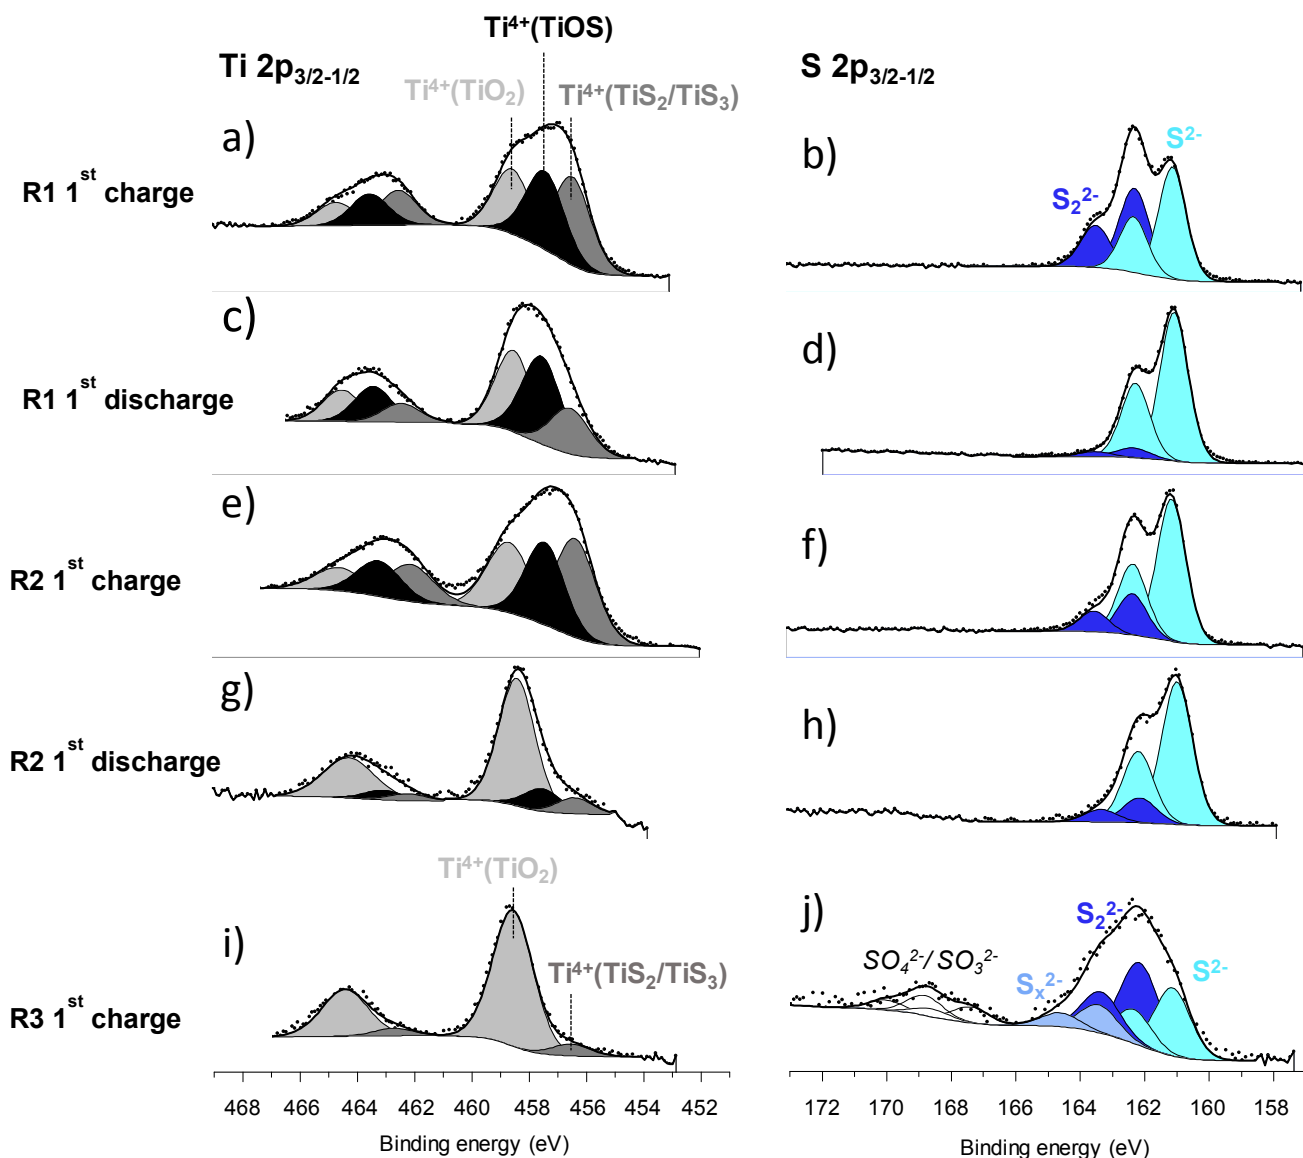 Ti⁴⁺(TiOS)
Ti 2p₃/₂₋₁/₂
S 2p₃/₂₋₁/₂
Ti⁴⁺(TiO₂)
Ti⁴⁺(TiS₂/TiS₃)
a)
b)
S²⁻
R1 1ˢᵗ charge
S₂²⁻
c)
d)
R1 1ˢᵗ discharge
e)
f)
R2 1ˢᵗ charge
g)
h)
R2 1ˢᵗ discharge
Ti⁴⁺(TiO₂)
i)
j)
S₂²⁻
SO₄²⁻/SO₃²⁻
Ti⁴⁺(TiS₂/TiS₃)
Sₓ²⁻
S²⁻
R3 1ˢᵗ charge
468 466 464 462 460 458 456 454 452
172 170 168 166 164 162 160 158
Binding energy (eV)
Binding energy (eV)